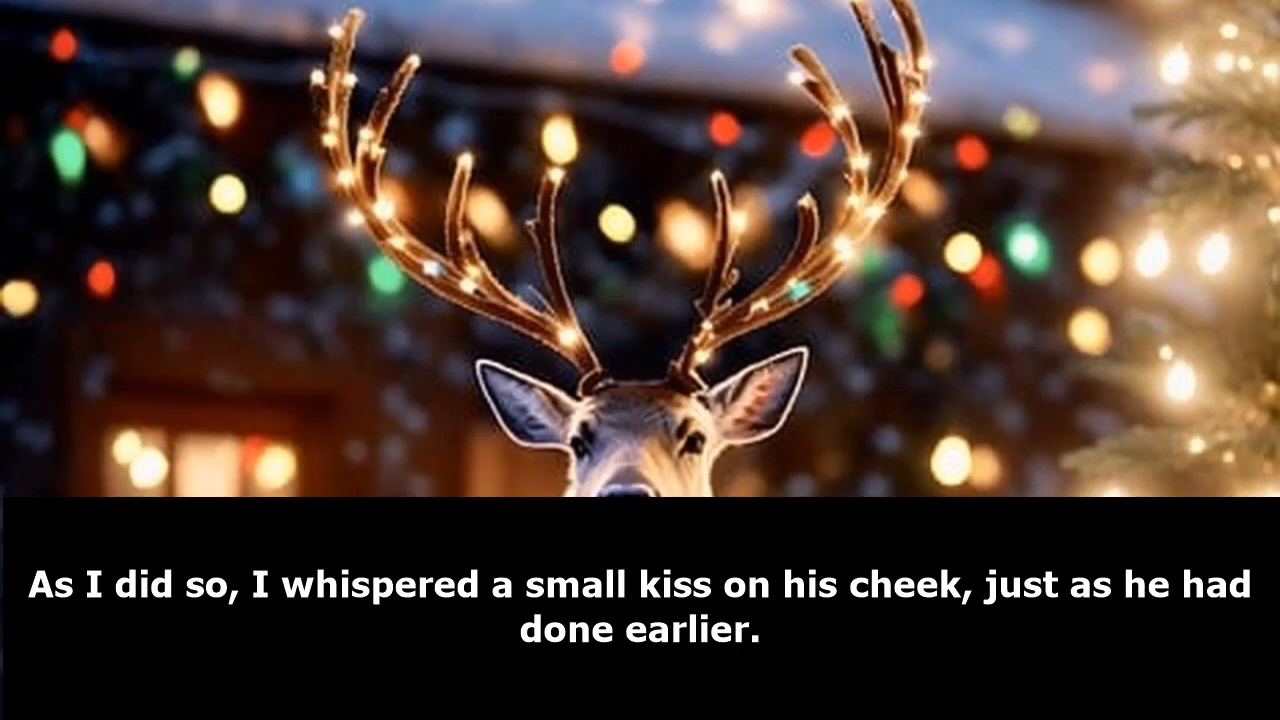 As I did so, I whispered a small kiss on his cheek, just as he had
done earlier.